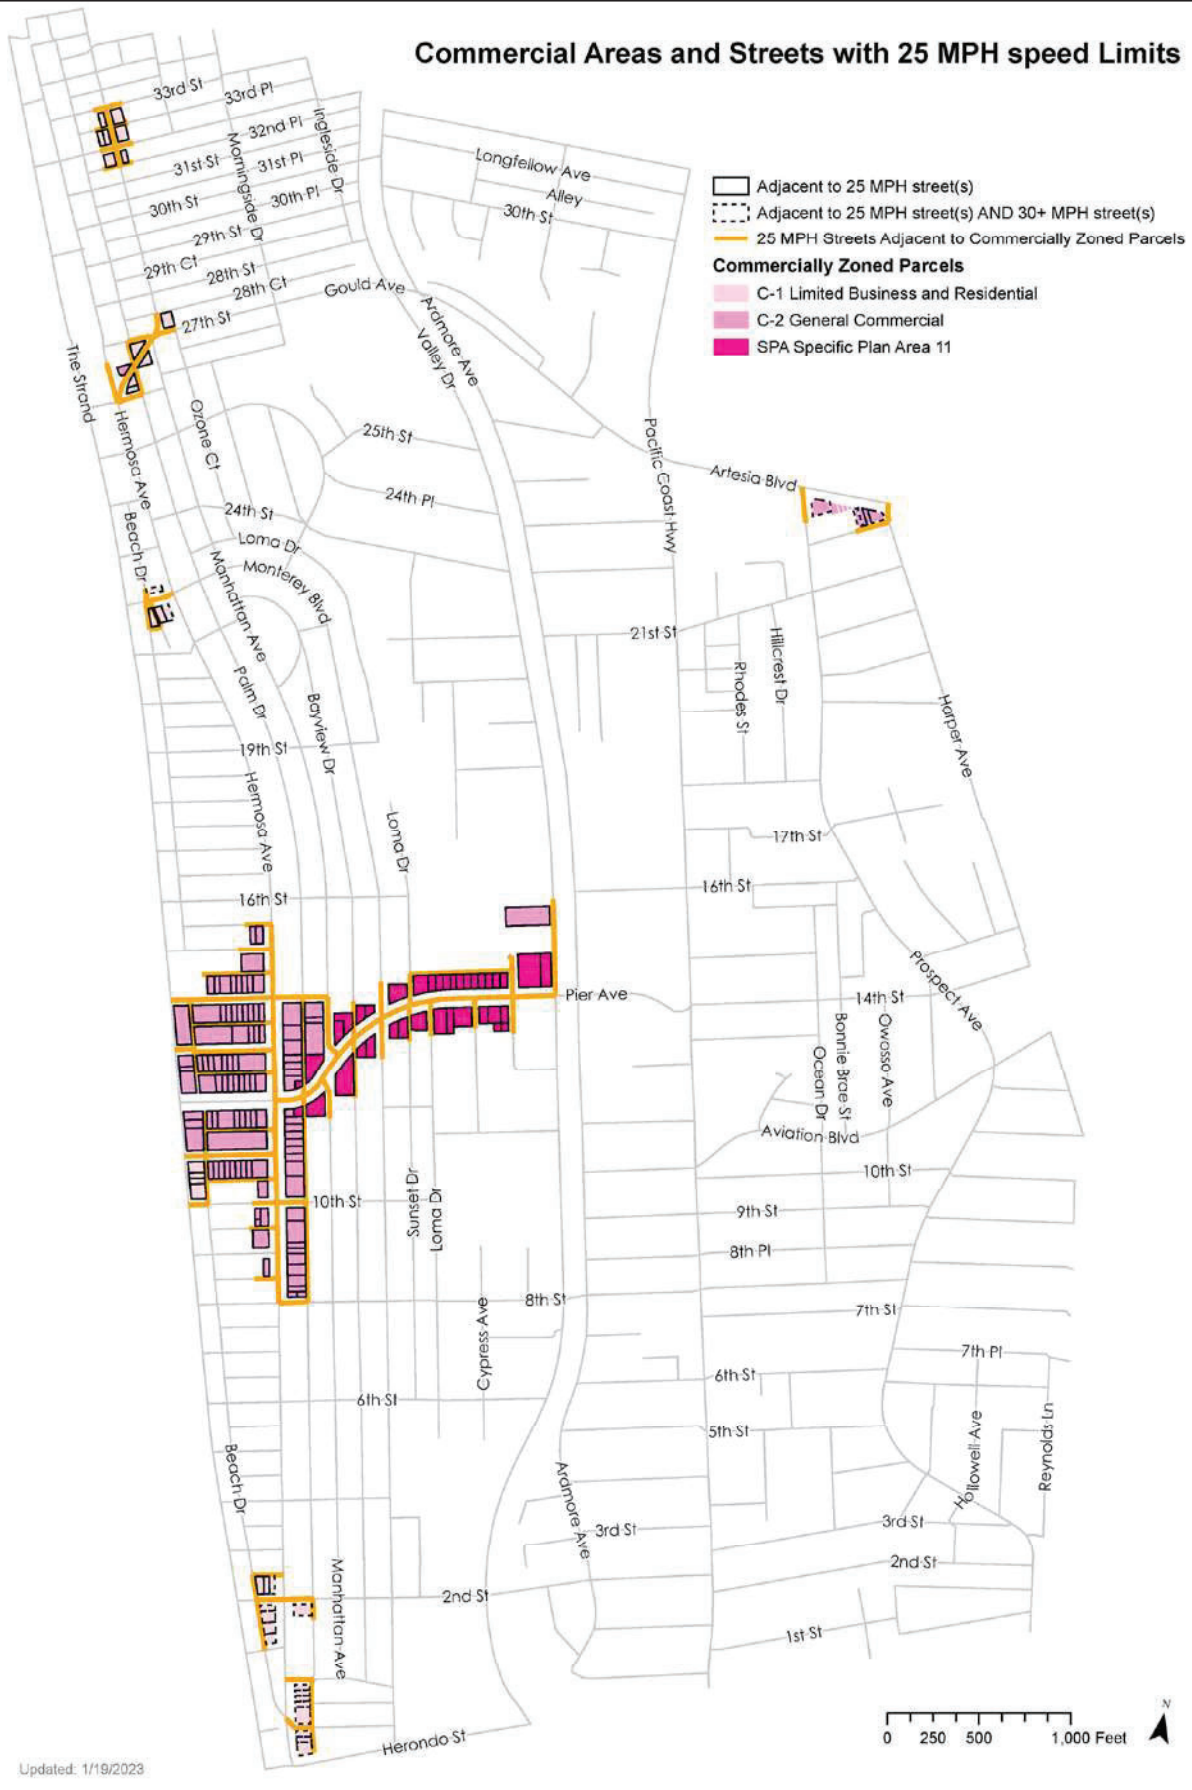 Commercial Areas and Streets with 25 MPH speed Limits
33rd St
33rd Pl
32nd Pl
Ingleside Dr
Morningside Dr
31st St
31st Pl
30th St
30th Pl
29th St
29th Ct
28th St
28th Ct
27th St
Gould Ave
Longfellow Ave
Alley
30th St
Adjacent to 25 MPH street(s)
Adjacent to 25 MPH street(s) AND 30+ MPH street(s)
25 MPH Streets Adjacent to Commercially Zoned Parcels
Commercially Zoned Parcels
C-1 Limited Business and Residential
C-2 General Commercial
SPA Specific Plan Area 11
Ardmore Ave
Valley Dr
The Strand
Hermosa Ave
Ozone Ct
25th St
24th Pl
Pacific Coast Hwy
Artesia Blvd
Beach Dr
24th St
Loma Dr
Monterey Blvd
Manhattan Ave
21st St
Hillcrest Dr
Rhodes St
Palm Dr
Bayview Dr
Harper Ave
19th St
Hermosa Ave
Loma Dr
17th St
16th St
16th St
Pier Ave
Prospect Ave
14th St
Bonnie Brae St
Owosso Ave
Ocean Dr
Aviation Blvd
10th St
Sunset Dr
Loma Dr
10th St
9th St
8th Pl
8th St
Cypress Ave
7th St
7th Pl
6th St
6th St
5th St
Hollowell Ave
Reynolds Ln
Beach Dr
Ardmore Ave
3rd St
3rd St
2nd St
Manhattan Ave
2nd St
1st St
Herondo St
N
0 250 500 1,000 Feet
Updated: 1/19/2023